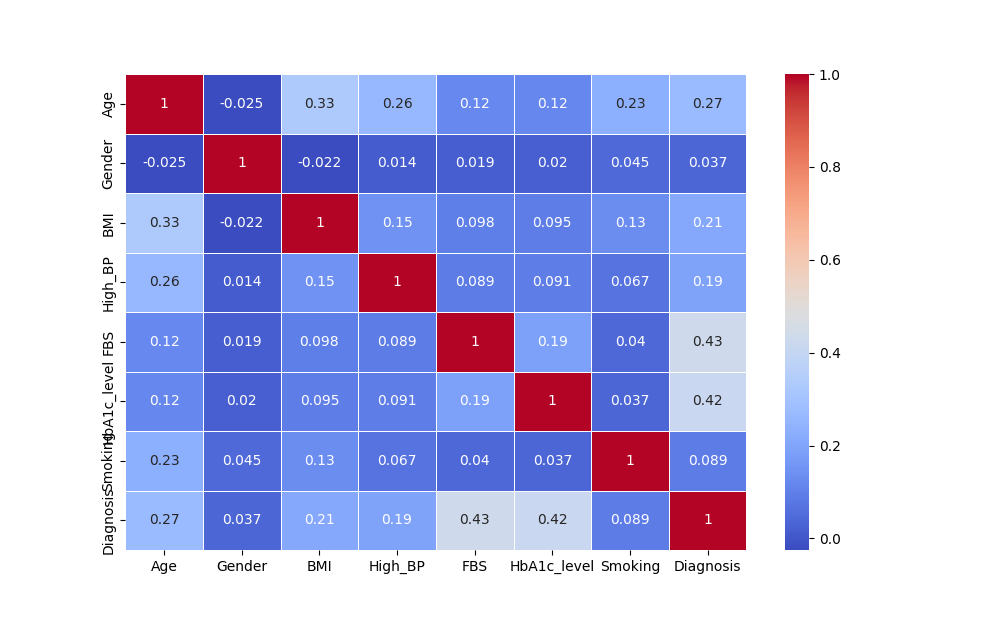 Age 1 -0.025 0.33 0.26 0.12 0.12 0.23 0.27
Gender -0.025 1 -0.022 0.014 0.019 0.02 0.045 0.037
BMI 0.33 -0.022 1 0.15 0.098 0.095 0.13 0.21
High_BP 0.26 0.014 0.15 1 0.089 0.091 0.067 0.19
FBS 0.12 0.019 0.098 0.089 1 0.19 0.04 0.43
HbA1c_level 0.12 0.02 0.095 0.091 0.19 1 0.037 0.42
Smoking 0.23 0.045 0.13 0.067 0.04 0.037 1 0.089
Diagnosis 0.27 0.037 0.21 0.19 0.43 0.42 0.089 1
Age Gender BMI High_BP FBS HbA1c_level Smoking Diagnosis
1.0
0.8
0.6
0.4
0.2
0.0